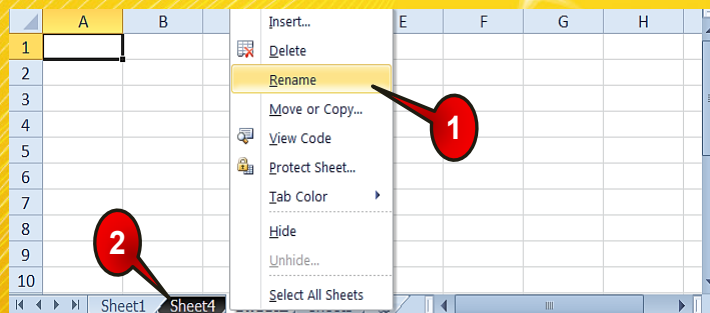 A B E F G H
Insert...
1
Delete
2
Rename
3
Move or Copy...
1
4
View Code
5
Protect Sheet...
6
Tab Color
7
8
Hide
2
9
Unhide...
10
Select All Sheets
Sheet1 Sheet4